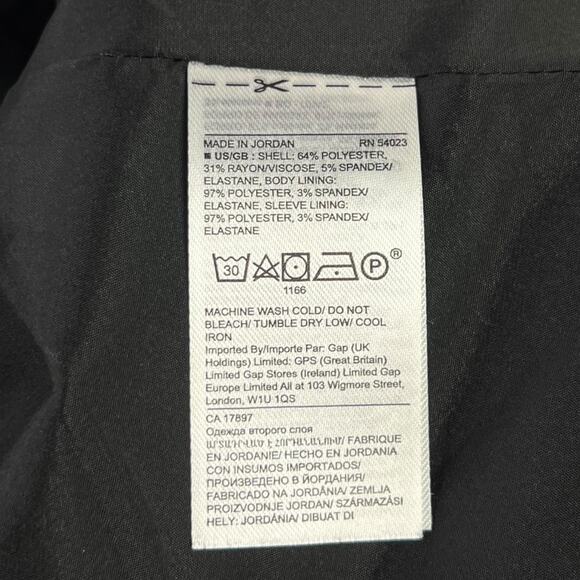 MADE IN JORDAN RN 54023
■ US/GB : SHELL: 64% POLYESTER,
31% RAYON/VISCOSE, 5% SPANDEX/
ELASTANE, BODY LINING:
97% POLYESTER, 3% SPANDEX/
ELASTANE, SLEEVE LINING:
97% POLYESTER, 3% SPANDEX/
ELASTANE
30 P ®
1166
MACHINE WASH COLD/ DO NOT
BLEACH/ TUMBLE DRY LOW/ COOL
IRON
Imported By/Importe Par: Gap (UK
Holdings) Limited: GPS (Great Britain)
Limited Gap Stores (Ireland) Limited Gap
Europe Limited All at 103 Wigmore Street,
London, W1U 1QS
CA 17897
Одежда второго слоя
ԱՐՏԱԴՐՎԱԾ Է ՀՈՐԴԱՆԱՆՈՒՄ/ FABRIQUE
EN JORDANIE/ HECHO EN JORDANIA
CON INSUMOS IMPORTADOS/
ПРОИЗВЕДЕНО В ЙОРДАНИИ/
FABRICADO NA JORDÂNIA/ ZEMLJA
PROIZVODNJE: JORDAN/ SZÁRMAZÁSI
HELY: JORDÁNIA/ DIBUAT DI